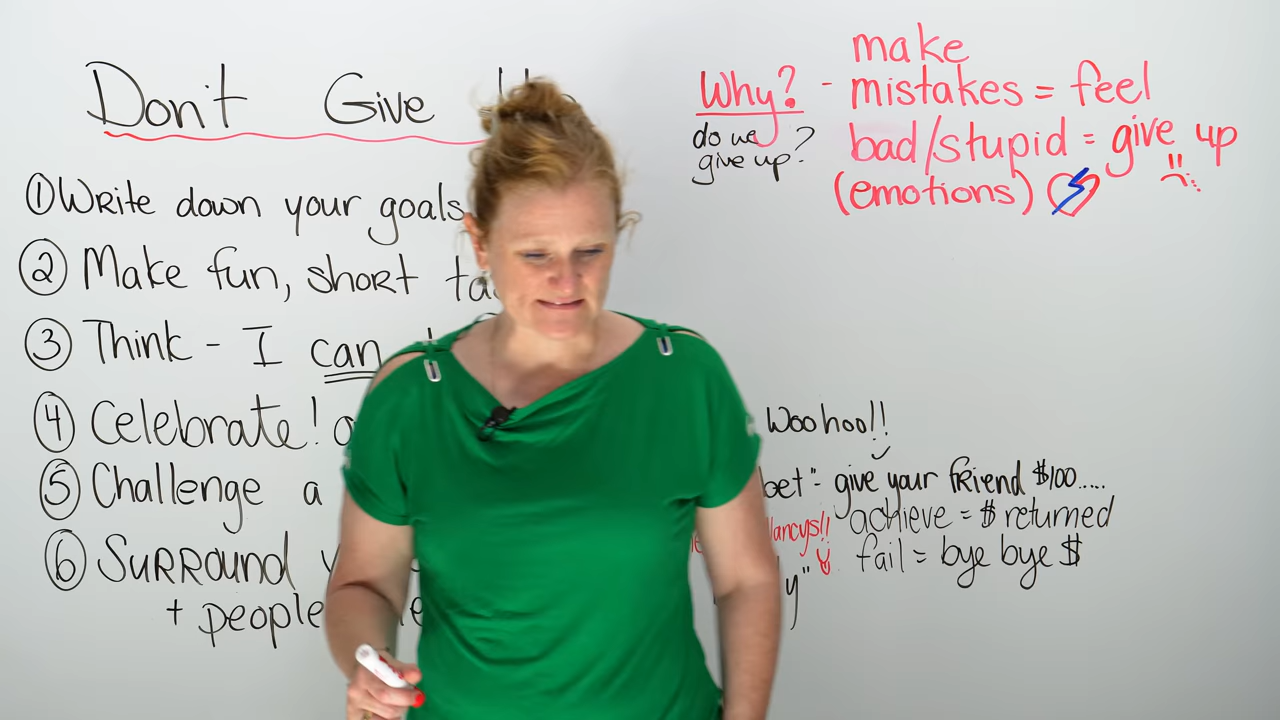 Don't Give
① Write down your goals
② Make fun, short
③ Think - I can
④ Celebrate!
⑤ Challenge a
⑥ Surround
+ people
Why? - make
mistakes = feel
do we give up?
bad/stupid = give up
(emotions)
Woohoo!!
bet" - give your friend $100.....
achieve = $ returned
fail = bye bye $